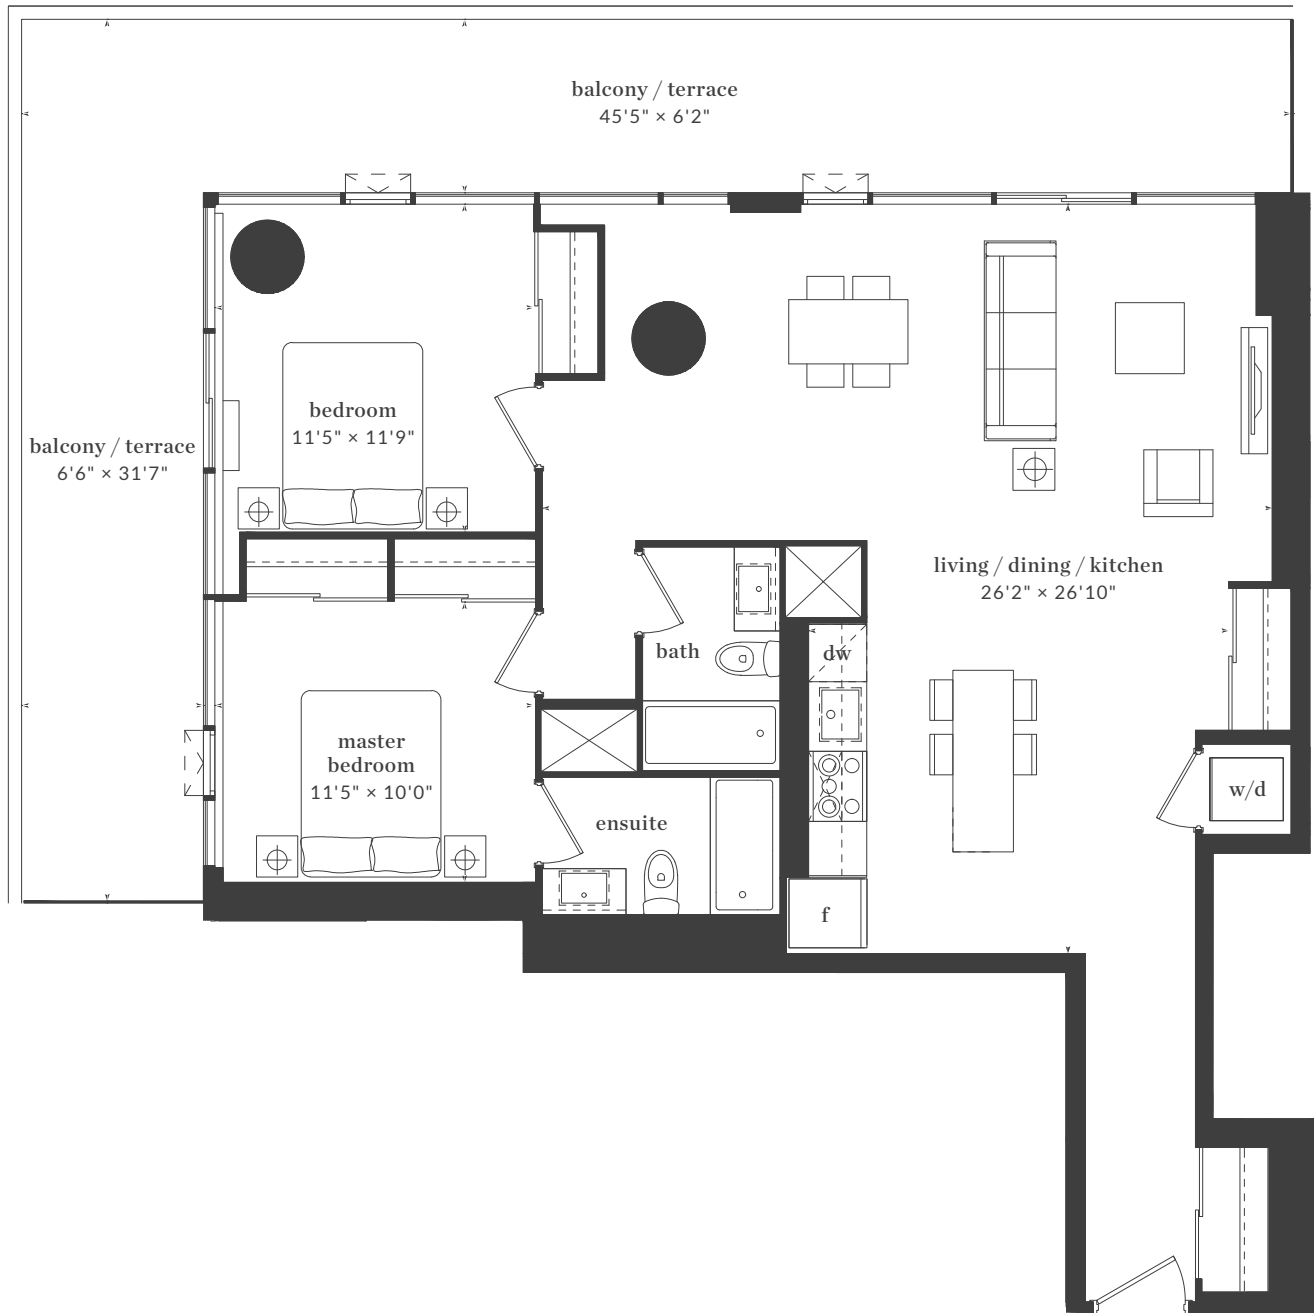 balcony / terrace
45'5" × 6'2"
bedroom
11'5" × 11'9"
balcony / terrace
6'6" × 31'7"
living / dining / kitchen
26'2" × 26'10"
bath
dw
master
bedroom
11'5" × 10'0"
w/d
ensuite
f